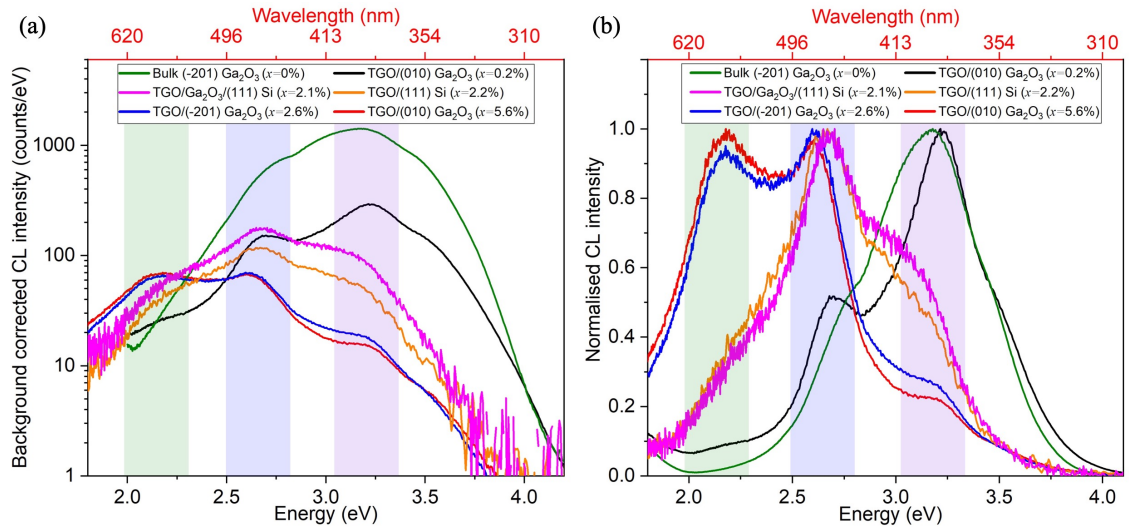 (a)
Wavelength (nm)
620 496 413 354 310
Bulk (-201) Ga₂O₃ (x=0%) TGO/(010) Ga₂O₃ (x=0.2%)
TGO/Ga₂O₃/(111) Si (x=2.1%) TGO/(111) Si (x=2.2%)
TGO/(-201) Ga₂O₃ (x=2.6%) TGO/(010) Ga₂O₃ (x=5.6%)
Background corrected CL intensity (counts/eV)
1000
100
10
1
2.0 2.5 3.0 3.5 4.0
Energy (eV)
(b)
Wavelength (nm)
620 496 413 354 310
Bulk (-201) Ga₂O₃ (x=0%) TGO/(010) Ga₂O₃ (x=0.2%)
TGO/Ga₂O₃/(111) Si (x=2.1%) TGO/(111) Si (x=2.2%)
TGO/(-201) Ga₂O₃ (x=2.6%) TGO/(010) Ga₂O₃ (x=5.6%)
Normalised CL intensity
1.0
0.8
0.6
0.4
0.2
0.0
2.0 2.5 3.0 3.5 4.0
Energy (eV)